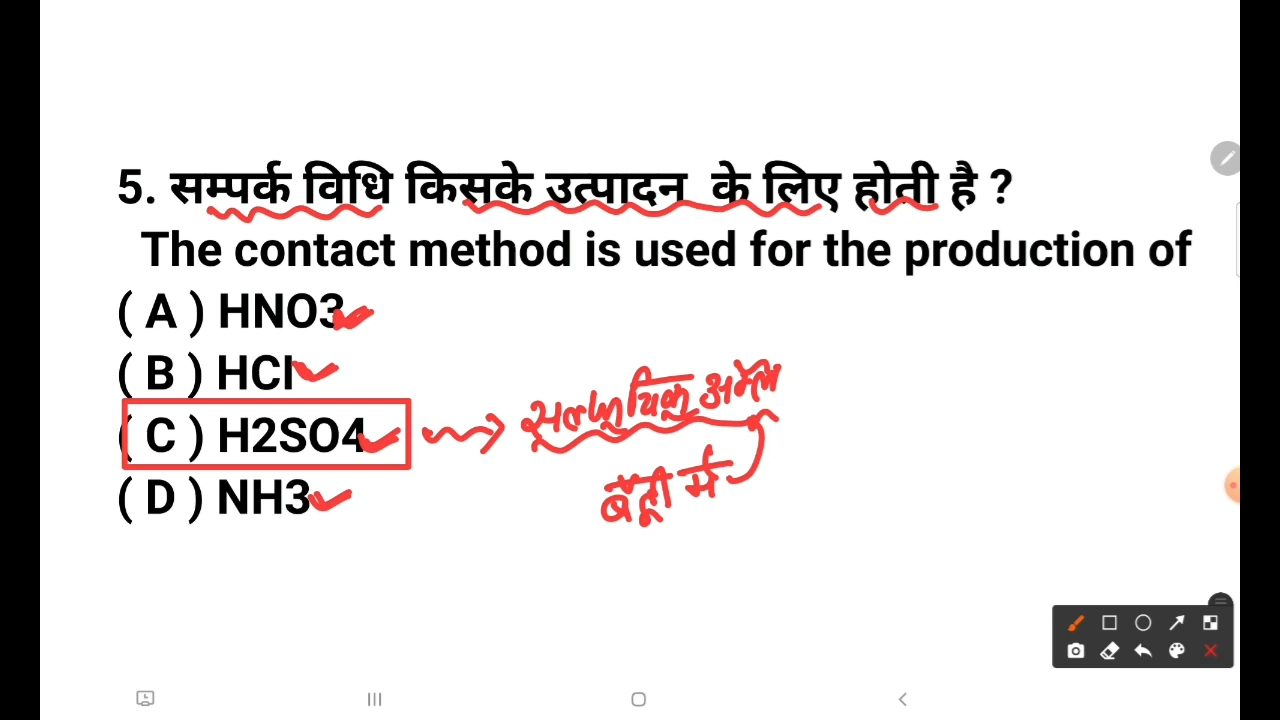 5. सम्पर्क विधि किसके उत्पादन के लिए होती है ?
The contact method is used for the production of
( A ) HNO3
( B ) HCl
( C ) H2SO4
सल्फ्यूरिक अम्ल
( D ) NH3
में